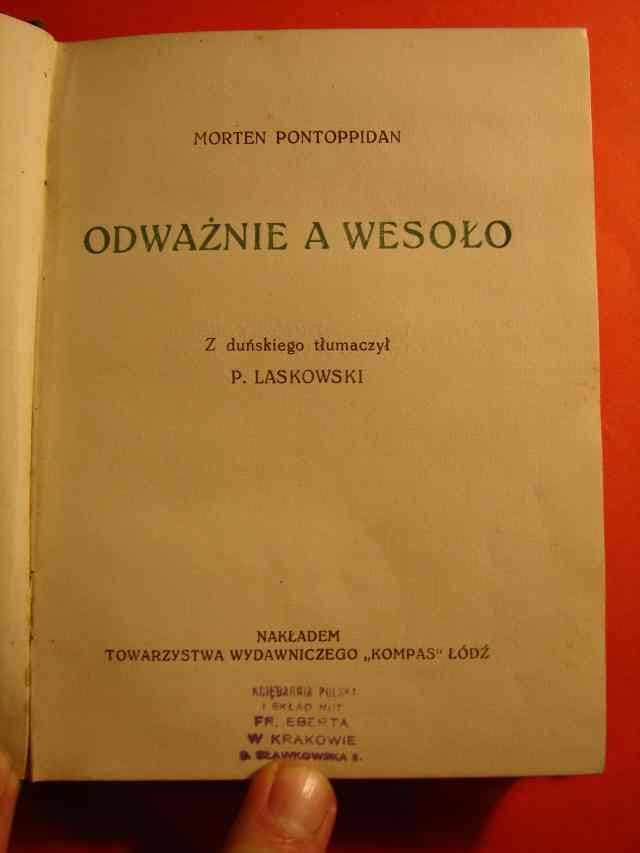 MORTEN PONTOPPIDAN
ODWAŻNIE A WESOŁO
Z duńskiego tłumaczył
P. LASKOWSKI
NAKŁADEM
TOWARZYSTWA WYDAWNICZEGO „KOMPAS" ŁÓDŹ
KSIĘGARNIA POLSKA
I SKŁAD NUT
FR. EBERTA
W KRAKOWIE
SŁAWKOWSKA